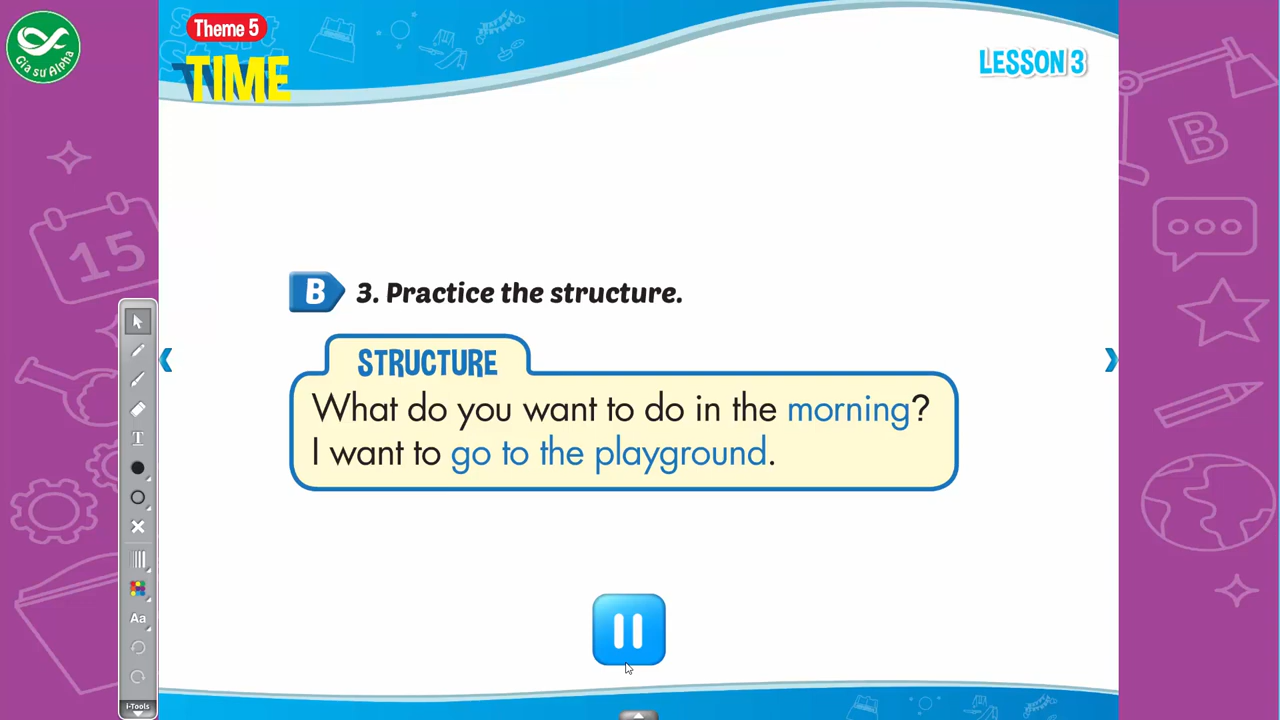 Gia sư Alpha
Theme 5
TIME
LESSON 3
15
B
B 3. Practice the structure.
STRUCTURE
What do you want to do in the morning?
I want to go to the playground.
T
Aa
i-Tools